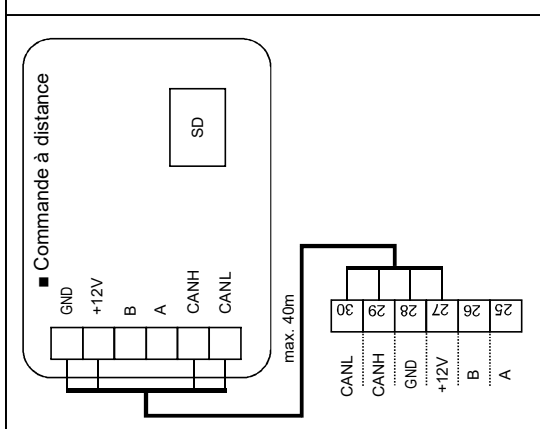 ■ Commande à distance
SD
GND
+12V
B
A
CANH
CANL
max. 40m
30
29
28
27
26
25
CANL
CANH
GND
+12V
B
A